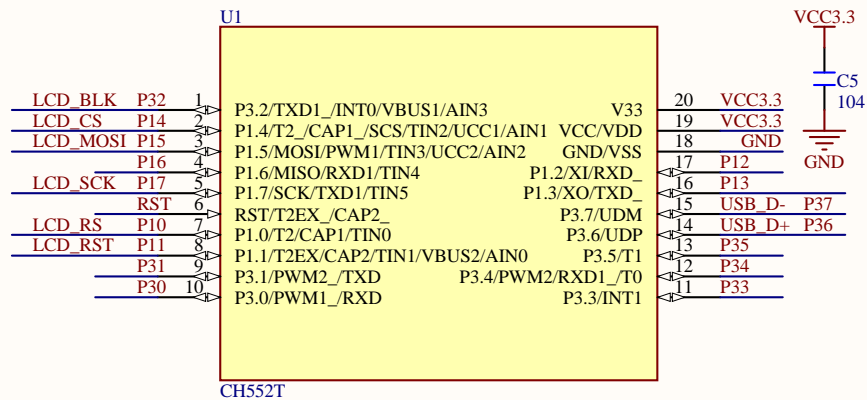 U1
VCC3.3
C5
104
GND
LCD_BLK P32 1 P3.2/TXD1_/INT0/VBUS1/AIN3 V33 20 VCC3.3
LCD_CS P14 2 P1.4/T2_/CAP1_/SCS/TIN2/UCC1/AIN1 VCC/VDD 19 VCC3.3
LCD_MOSI P15 3 P1.5/MOSI/PWM1/TIN3/UCC2/AIN2 GND/VSS 18 GND
P16 4 P1.6/MISO/RXD1/TIN4 P1.2/XI/RXD_ 17 P12
LCD_SCK P17 5 P1.7/SCK/TXD1/TIN5 P1.3/XO/TXD_ 16 P13
RST 6 RST/T2EX_/CAP2_ P3.7/UDM 15 USB_D- P37
LCD_RS P10 7 P1.0/T2/CAP1/TIN0 P3.6/UDP 14 USB_D+ P36
LCD_RST P11 8 P1.1/T2EX/CAP2/TIN1/VBUS2/AIN0 P3.5/T1 13 P35
P31 9 P3.1/PWM2_/TXD P3.4/PWM2/RXD1_/T0 12 P34
P30 10 P3.0/PWM1_/RXD P3.3/INT1 11 P33
CH552T